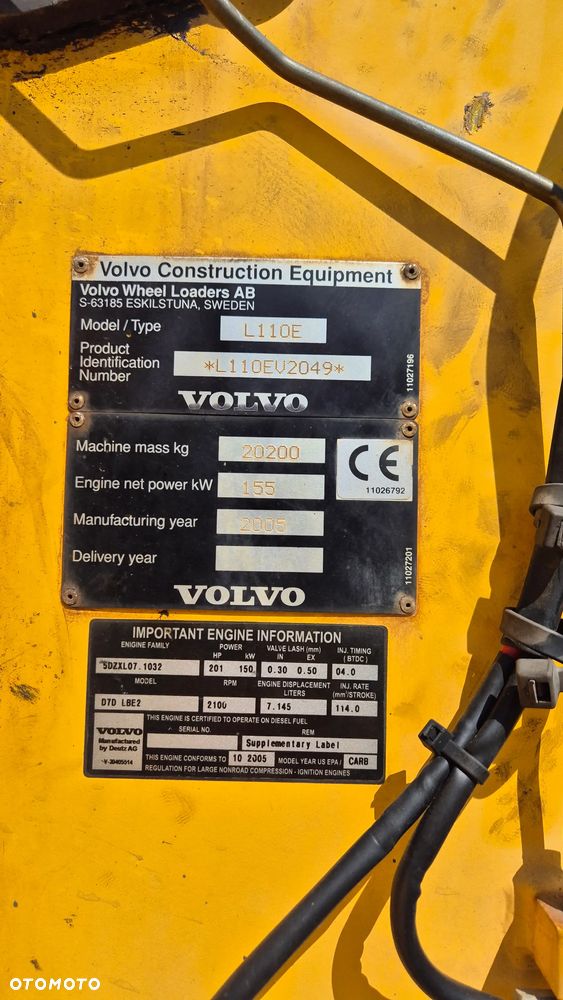 Volvo Construction Equipment
Volvo Wheel Loaders AB
S-63185 ESKILSTUNA, SWEDEN
Model / Type L110E
Product Identification Number *L110EV2049*
VOLVO
11027196
Machine mass kg 20200
Engine net power kW 155
CE
11026792
Manufacturing year 2005
Delivery year
VOLVO
11027201
IMPORTANT ENGINE INFORMATION
ENGINE FAMILY POWER HP kW VALVE LASH (mm) IN EX INJ. TIMING (BTDC)
5DZXL07.1032 201 150 0.30 0.50 04.0
MODEL RPM ENGINE DISPLACEMENT LITERS INJ. RATE (mm³/STROKE)
D7D LBE2 2100 7.145 114.0
THIS ENGINE IS CERTIFIED TO OPERATE ON DIESEL FUEL
SERIAL NO. REM
Supplementary Label
VOLVO
Manufactured by Deutz AG
V-20405514
THIS ENGINE CONFORMS TO 10 2005 MODEL YEAR US EPA / CARB
REGULATION FOR LARGE NONROAD COMPRESSION - IGNITION ENGINES
OTOMOTO